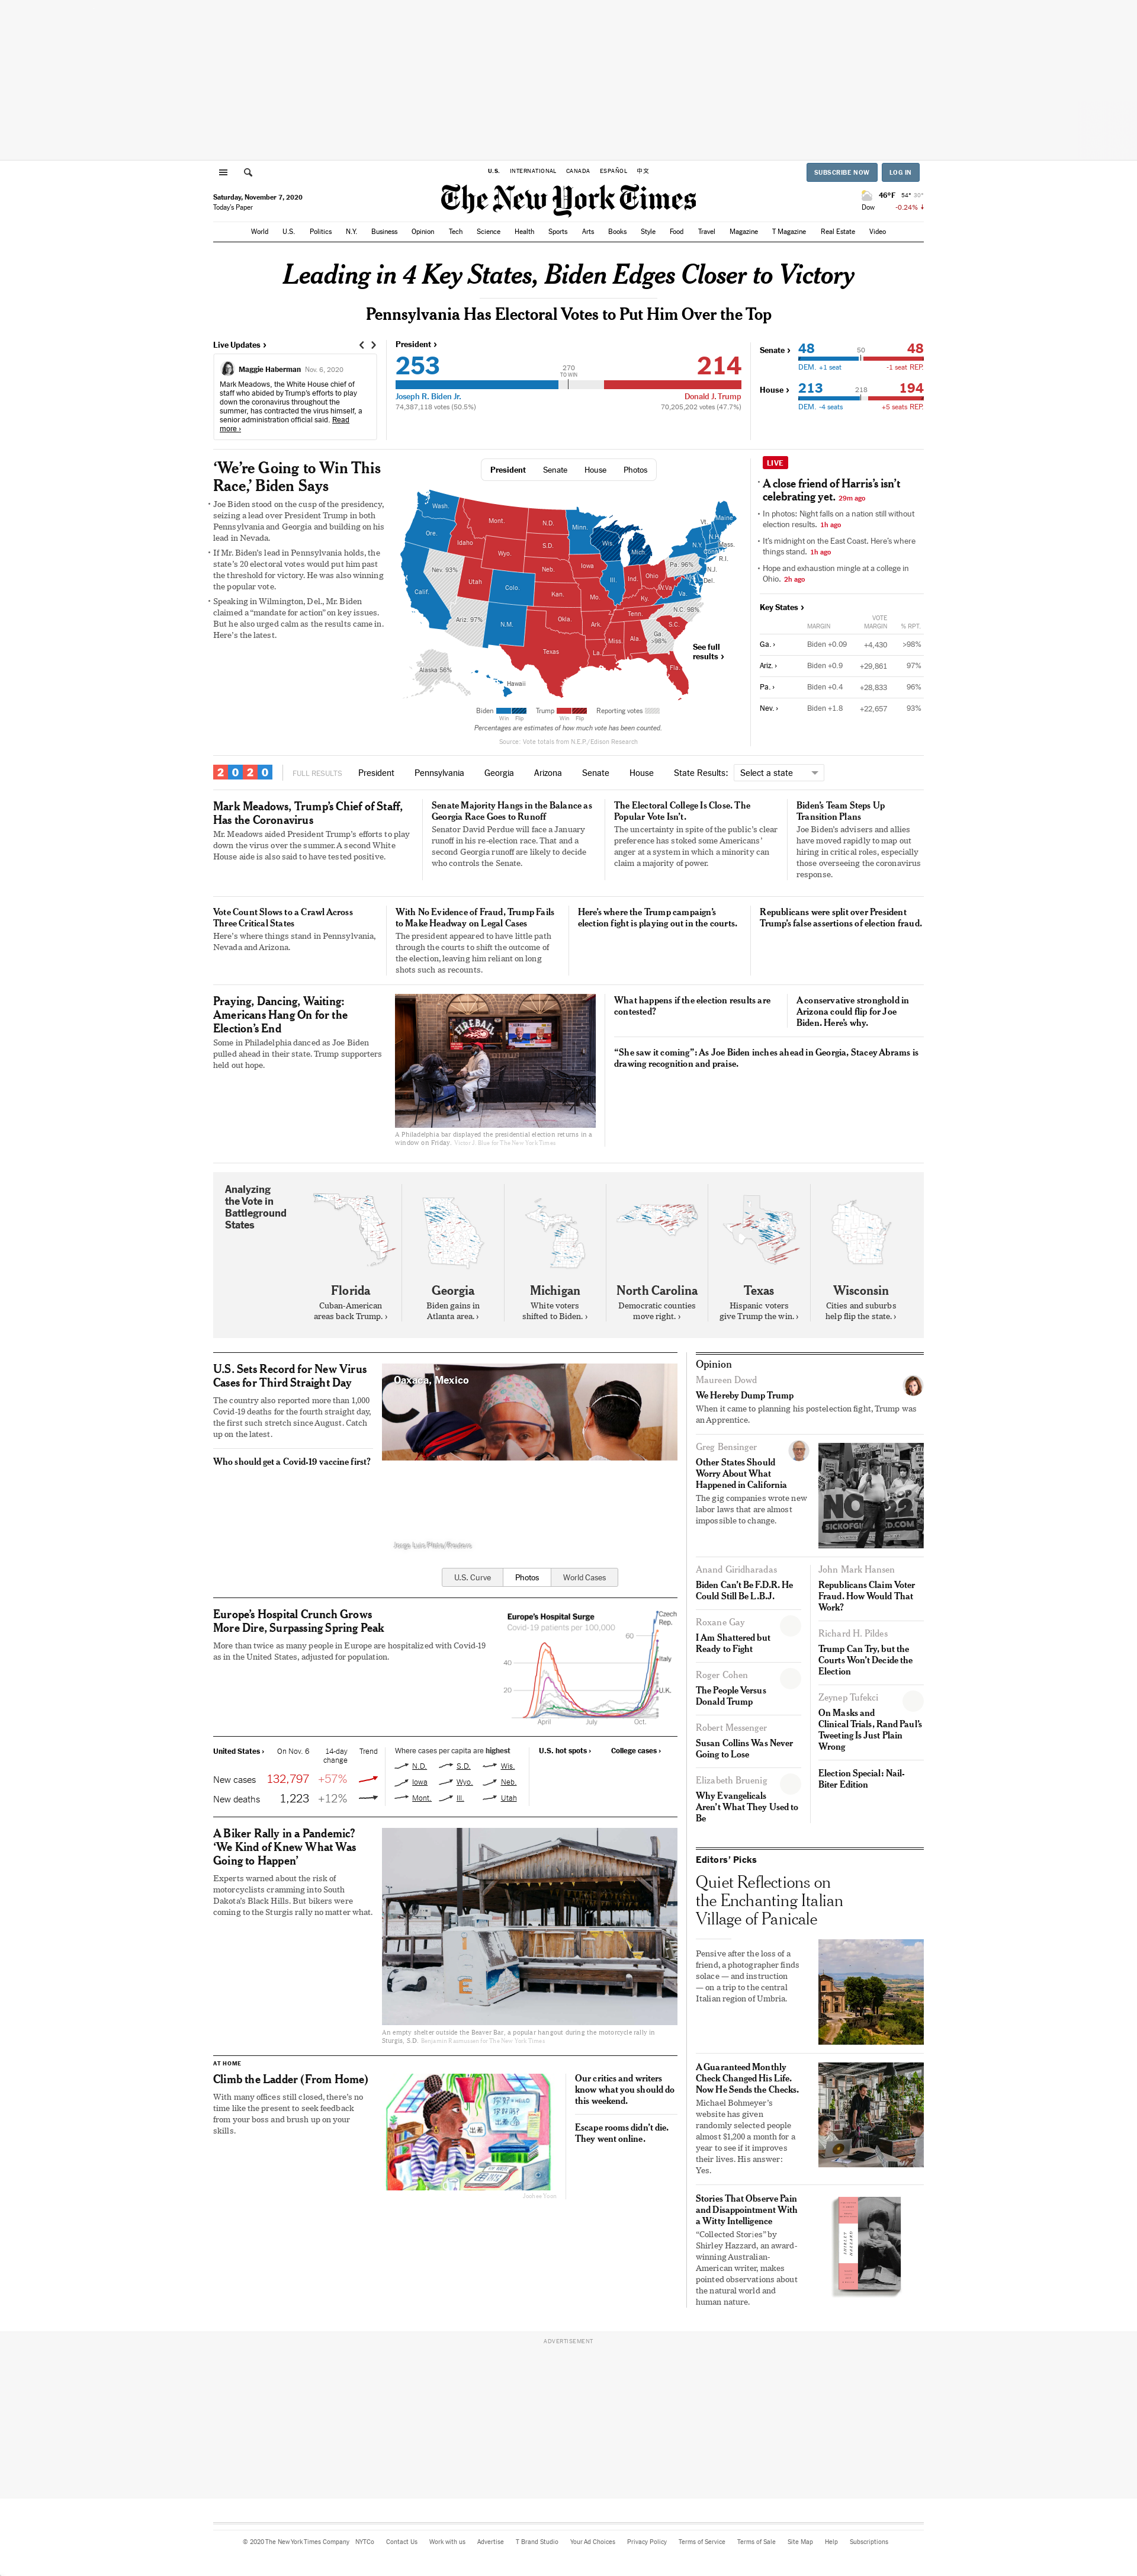 U.S. INTERNATIONAL CANADA ESPAÑOL 中文
SUBSCRIBE NOW LOG IN
Saturday, November 7, 2020
Today's Paper
The New York Times
46°F 54° 39°
Dow -0.24%
World U.S. Politics N.Y. Business Opinion Tech Science Health Sports Arts Books Style Food Travel Magazine T Magazine Real Estate Video
Leading in 4 Key States, Biden Edges Closer to Victory
Pennsylvania Has Electoral Votes to Put Him Over the Top
Live Updates ›
Maggie Haberman Nov. 6, 2020
Mark Meadows, the White House chief of
staff who abided by Trump's efforts to play
down the coronavirus throughout the
summer, has contracted the virus himself, a
senior administration official said. Read
more ›
President ›
253
270
TO WIN
214
Joseph R. Biden Jr.
Donald J. Trump
74,387,118 votes (50.5%)
70,205,202 votes (47.7%)
Senate ›
48 50 48
DEM. +1 seat -1 seat REP.
House ›
213 218 194
DEM. -4 seats +5 seats REP.
‘We’re Going to Win This
Race,’ Biden Says
Joe Biden stood on the cusp of the presidency,
seizing a lead over President Trump in both
Pennsylvania and Georgia and building on his
lead in Nevada.
If Mr. Biden’s lead in Pennsylvania holds, the
state’s 20 electoral votes would put him past
the threshold for victory. He was also winning
the popular vote.
Speaking in Wilmington, Del., Mr. Biden
claimed a “mandate for action” on key issues.
But he also urged calm as the results came in.
Here’s the latest.
President Senate House Photos
Wash.
Ore.
Calif.
Nev. 93%
Idaho
Mont.
Wyo.
Utah
Ariz. 97%
Colo.
N.M.
N.D.
S.D.
Neb.
Kan.
Okla.
Texas
Minn.
Iowa
Mo.
Ark.
La.
Wis.
Ill.
Mich.
Ind.
Ohio
Ky.
Tenn.
Miss.
Ala.
Ga.
>98%
Fla.
S.C.
N.C. 98%
Va.
W.Va.
Pa. 96%
N.Y.
Vt.
N.H.
Maine
Mass.
Conn.
R.I.
N.J.
Del.
Alaska 56%
Hawaii
See full
results ›
Biden Trump Reporting votes
Win Flip Win Flip
Percentages are estimates of how much vote has been counted.
Source: Vote totals from N.E.P./Edison Research
LIVE
A close friend of Harris’s isn’t
celebrating yet. 29m ago
In photos: Night falls on a nation still without
election results. 1h ago
It’s midnight on the East Coast. Here’s where
things stand. 1h ago
Hope and exhaustion mingle at a college in
Ohio. 2h ago
Key States ›
MARGIN VOTE MARGIN % RPT.
Ga. › Biden +0.09 +4,430 >98%
Ariz. › Biden +0.9 +29,861 97%
Pa. › Biden +0.4 +28,833 96%
Nev. › Biden +1.8 +22,657 93%
2020 FULL RESULTS President Pennsylvania Georgia Arizona Senate House State Results: Select a state
Mark Meadows, Trump’s Chief of Staff,
Has the Coronavirus
Mr. Meadows aided President Trump’s efforts to play
down the virus over the summer. A second White
House aide is also said to have tested positive.
Senate Majority Hangs in the Balance as
Georgia Race Goes to Runoff
Senator David Perdue will face a January
runoff in his re-election race. That and a
second Georgia runoff are likely to decide
who controls the Senate.
The Electoral College Is Close. The
Popular Vote Isn’t.
The uncertainty in spite of the public’s clear
preference has stoked some Americans’
anger at a system in which a minority can
claim a majority of power.
Biden’s Team Steps Up
Transition Plans
Joe Biden’s advisers and allies
have moved rapidly to map out
hiring in critical roles, especially
those overseeing the coronavirus
response.
Vote Count Slows to a Crawl Across
Three Critical States
Here’s where things stand in Pennsylvania,
Nevada and Arizona.
With No Evidence of Fraud, Trump Fails
to Make Headway on Legal Cases
The president appeared to have little path
through the courts to shift the outcome of
the election, leaving him reliant on long
shots such as recounts.
Here’s where the Trump campaign’s
election fight is playing out in the courts.
Republicans were split over President
Trump’s false assertions of election fraud.
Praying, Dancing, Waiting:
Americans Hang On for the
Election’s End
Some in Philadelphia danced as Joe Biden
pulled ahead in their state. Trump supporters
held out hope.
FIREBALL
A Philadelphia bar displayed the presidential election returns in a
window on Friday. Victor J. Blue for The New York Times
What happens if the election results are
contested?
A conservative stronghold in
Arizona could flip for Joe
Biden. Here’s why.
“She saw it coming”: As Joe Biden inches ahead in Georgia, Stacey Abrams is
drawing recognition and praise.
Analyzing
the Vote in
Battleground
States
Florida
Cuban-American
areas back Trump. ›
Georgia
Biden gains in
Atlanta area. ›
Michigan
White voters
shifted to Biden. ›
North Carolina
Democratic counties
move right. ›
Texas
Hispanic voters
give Trump the win. ›
Wisconsin
Cities and suburbs
help flip the state. ›
U.S. Sets Record for New Virus
Cases for Third Straight Day
The country also reported more than 1,000
Covid-19 deaths for the fourth straight day,
the first such stretch since August. Catch
up on the latest.
Who should get a Covid-19 vaccine first?
Oaxaca, Mexico
Jorge Luis Plata/Reuters
U.S. Curve Photos World Cases
Europe’s Hospital Crunch Grows
More Dire, Surpassing Spring Peak
More than twice as many people in Europe are hospitalized with Covid-19
as in the United States, adjusted for population.
Europe’s Hospital Surge
Covid-19 patients per 100,000
Czech
Rep.
60
Italy
40
20
U.K.
April July Oct.
United States › On Nov. 6 14-day change Trend
New cases 132,797 +57%
New deaths 1,223 +12%
Where cases per capita are highest
N.D. S.D. Wis.
Iowa Wyo. Neb.
Mont. Ill. Utah
U.S. hot spots › College cases ›
A Biker Rally in a Pandemic?
‘We Kind of Knew What Was
Going to Happen’
Experts warned about the risk of
motorcyclists cramming into South
Dakota’s Black Hills. But bikers were
coming to the Sturgis rally no matter what.
An empty shelter outside the Beaver Bar, a popular hangout during the motorcycle rally in
Sturgis, S.D. Benjamin Rasmussen for The New York Times
AT HOME
Climb the Ladder (From Home)
With many offices still closed, there’s no
time like the present to seek feedback
from your boss and brush up on your
skills.
Our critics and writers
know what you should do
this weekend.
Escape rooms didn’t die.
They went online.
Opinion
Maureen Dowd
We Hereby Dump Trump
When it came to planning his postelection fight, Trump was
an Apprentice.
Greg Bensinger
Other States Should
Worry About What
Happened in California
The gig companies wrote new
labor laws that are almost
impossible to change.
NO 22
Anand Giridharadas
Biden Can’t Be F.D.R. He
Could Still Be L.B.J.
Roxane Gay
I Am Shattered but
Ready to Fight
Roger Cohen
The People Versus
Donald Trump
Robert Messenger
Susan Collins Was Never
Going to Lose
Elizabeth Bruenig
Why Evangelicals
Aren’t What They Used to
Be
John Mark Hansen
Republicans Claim Voter
Fraud. How Would That
Work?
Richard H. Pildes
Trump Can Try, but the
Courts Won’t Decide the
Election
Zeynep Tufekci
On Masks and
Clinical Trials, Rand Paul’s
Tweeting Is Just Plain
Wrong
Election Special: Nail-
Biter Edition
Editors’ Picks
Quiet Reflections on
the Enchanting Italian
Village of Panicale
Pensive after the loss of a
friend, a photographer finds
solace — and instruction
— on a trip to the central
Italian region of Umbria.
A Guaranteed Monthly
Check Changed His Life.
Now He Sends the Checks.
Michael Bohmeyer’s
website has given
randomly selected people
almost $1,200 a month for a
year to see if it improves
their lives. His answer:
Yes.
Stories That Observe Pain
and Disappointment With
a Witty Intelligence
“Collected Stories” by
Shirley Hazzard, an award-
winning Australian-
American writer, makes
pointed observations about
the natural world and
human nature.
ADVERTISEMENT
© 2020 The New York Times Company NYTCo Contact Us Work with us Advertise T Brand Studio Your Ad Choices Privacy Policy Terms of Service Terms of Sale Site Map Help Subscriptions